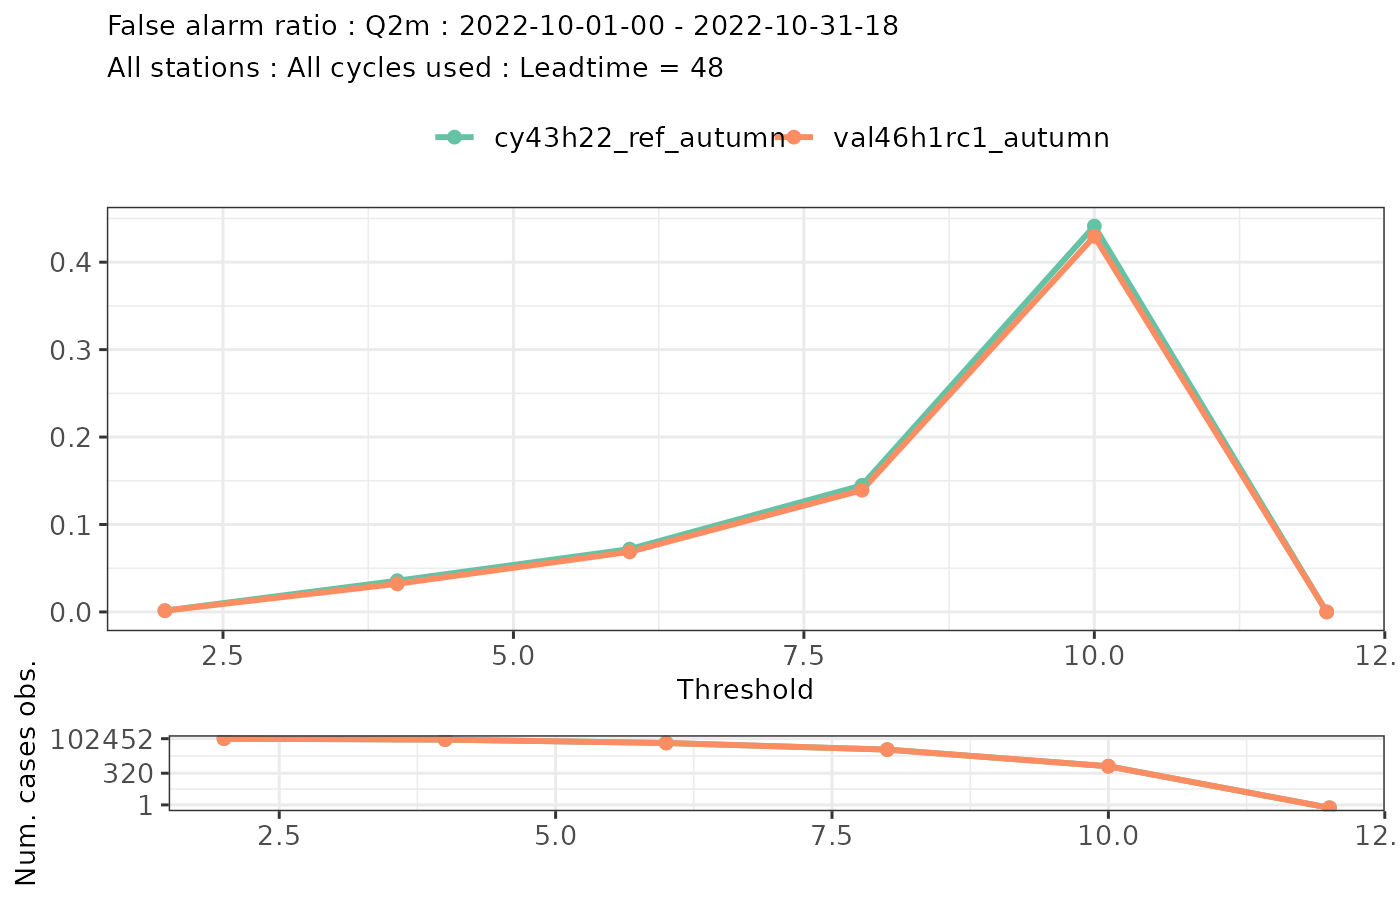 False alarm ratio : Q2m : 2022-10-01-00 - 2022-10-31-18
All stations : All cycles used : Leadtime = 48
cy43h22_ref_autumn val46h1rc1_autumn
0.4
0.3
0.2
0.1
0.0
2.5 5.0 7.5 10.0 12.
Threshold
Num. cases obs.
102452
320
1
2.5 5.0 7.5 10.0 12.